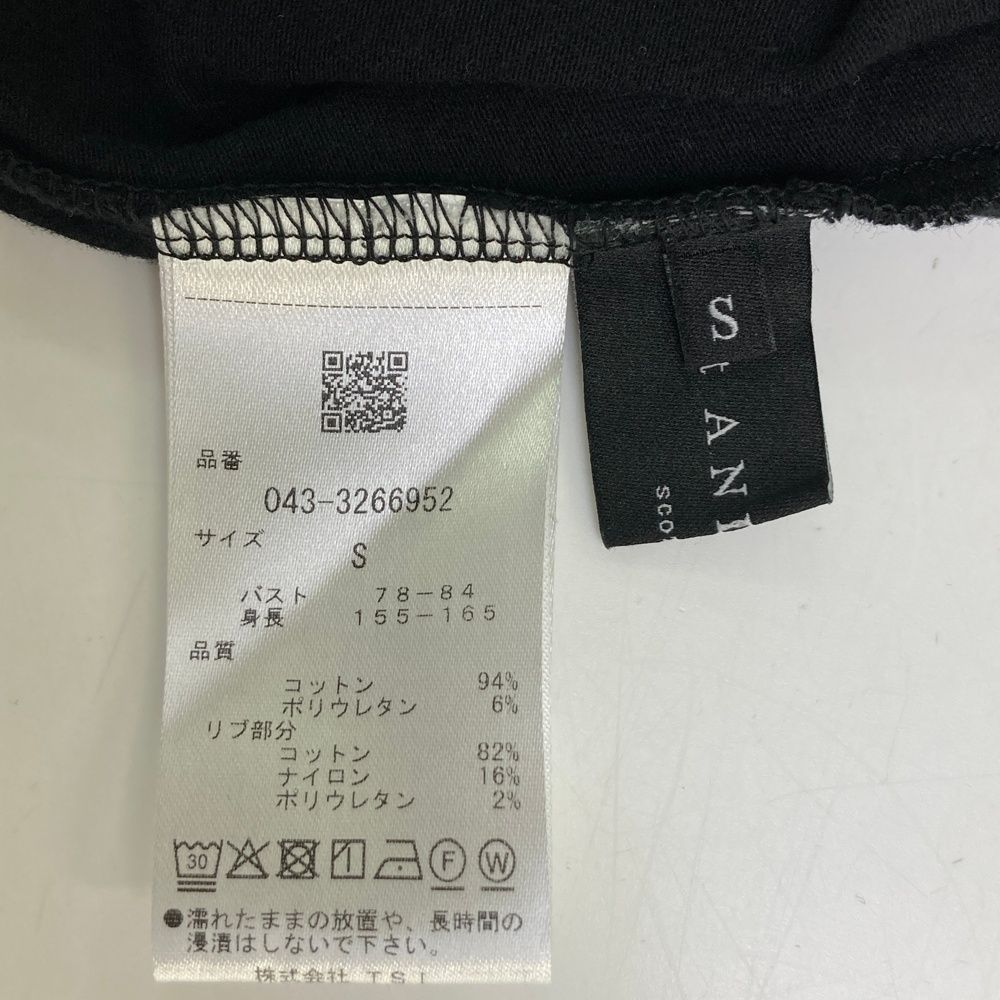 品番
043-3266952
サイズ
S
バスト 78-84
身長 155-165
品質
コットン 94%
ポリウレタン 6%
リブ部分
コットン 82%
ナイロン 16%
ポリウレタン 2%
30 F W
●濡れたままの放置や、長時間の
浸漬はしないで下さい。
株式会社 TSI
S
St AN